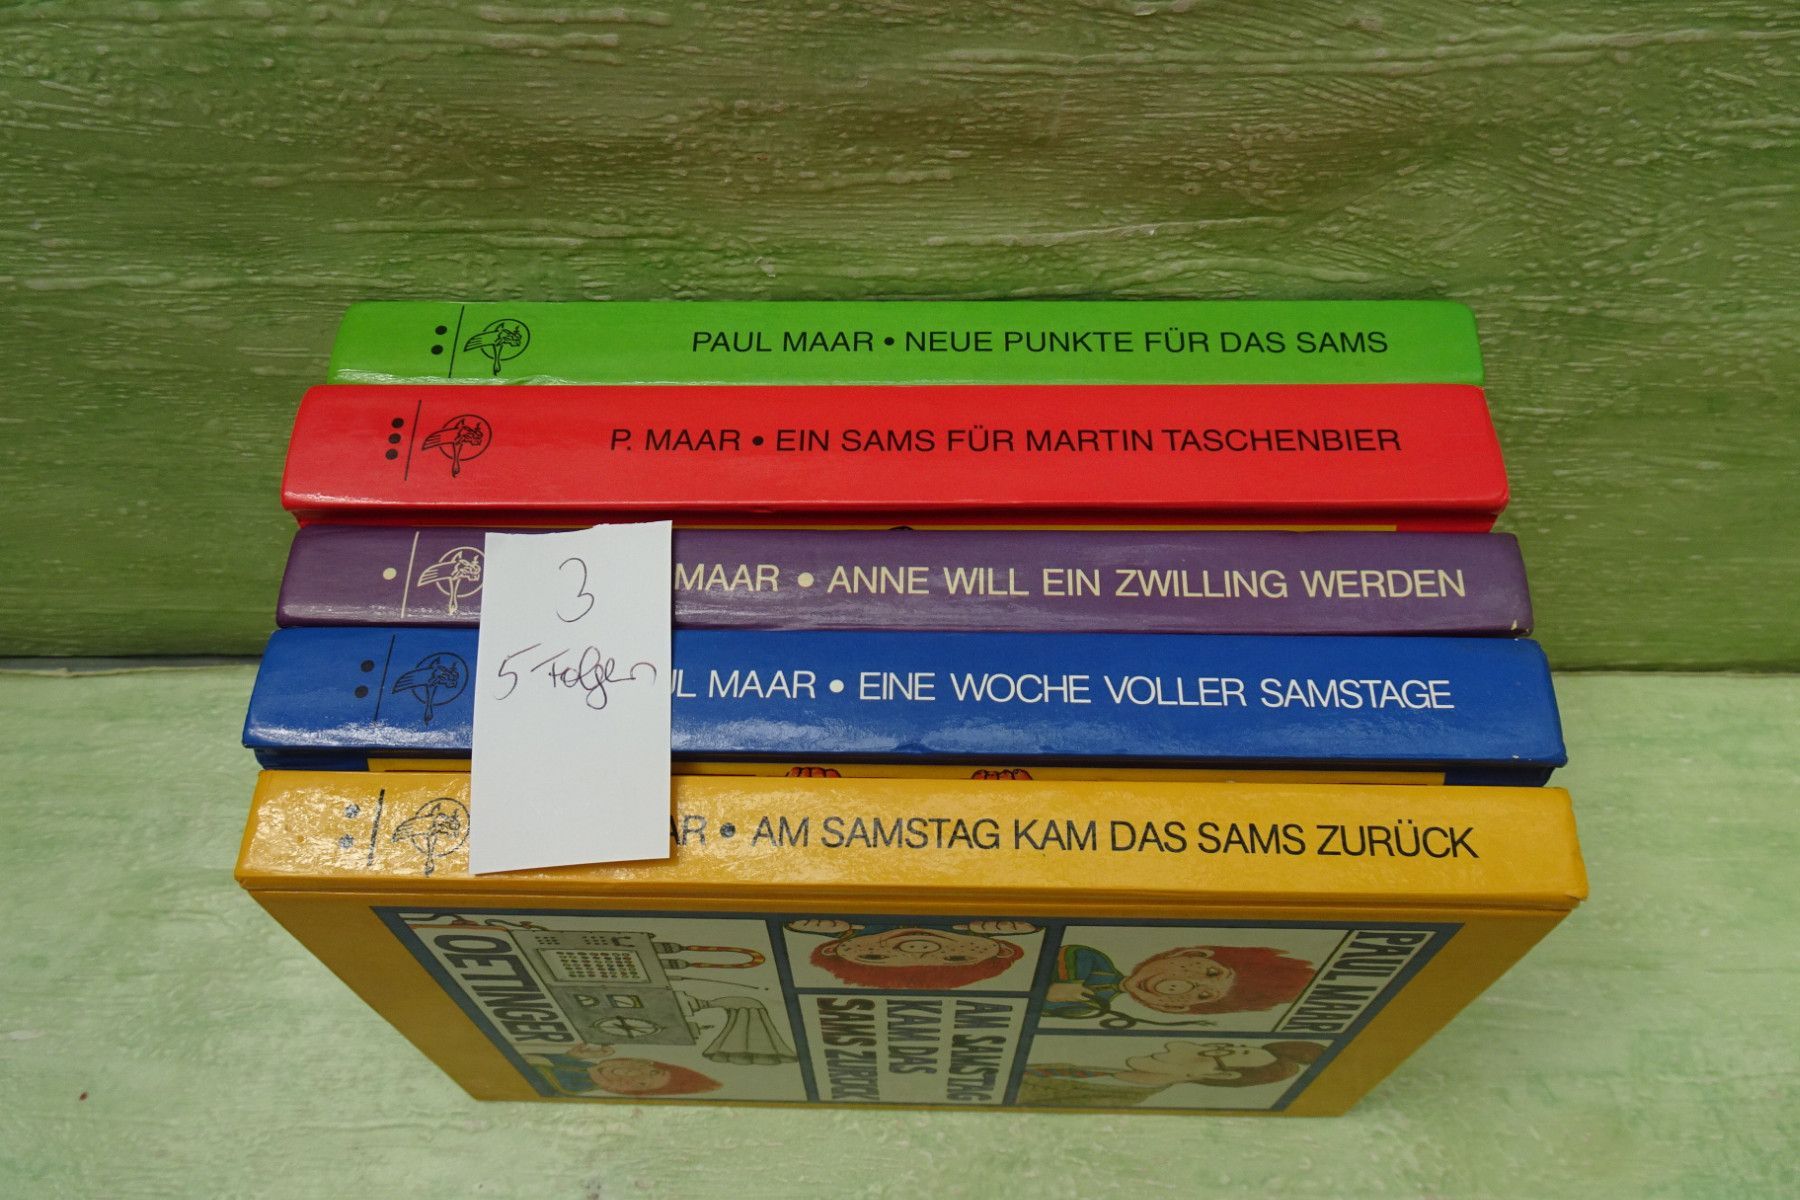 PAUL MAAR • NEUE PUNKTE FÜR DAS SAMS
P. MAAR • EIN SAMS FÜR MARTIN TASCHENBIER
MAAR • ANNE WILL EIN ZWILLING WERDEN
UL MAAR • EINE WOCHE VOLLER SAMSTAGE
AR • AM SAMSTAG KAM DAS SAMS ZURÜCK
3
5 Folgen
PAUL MAAR
AM SAMSTAG
KAM DAS
SAMS ZURÜCK
OETINGER